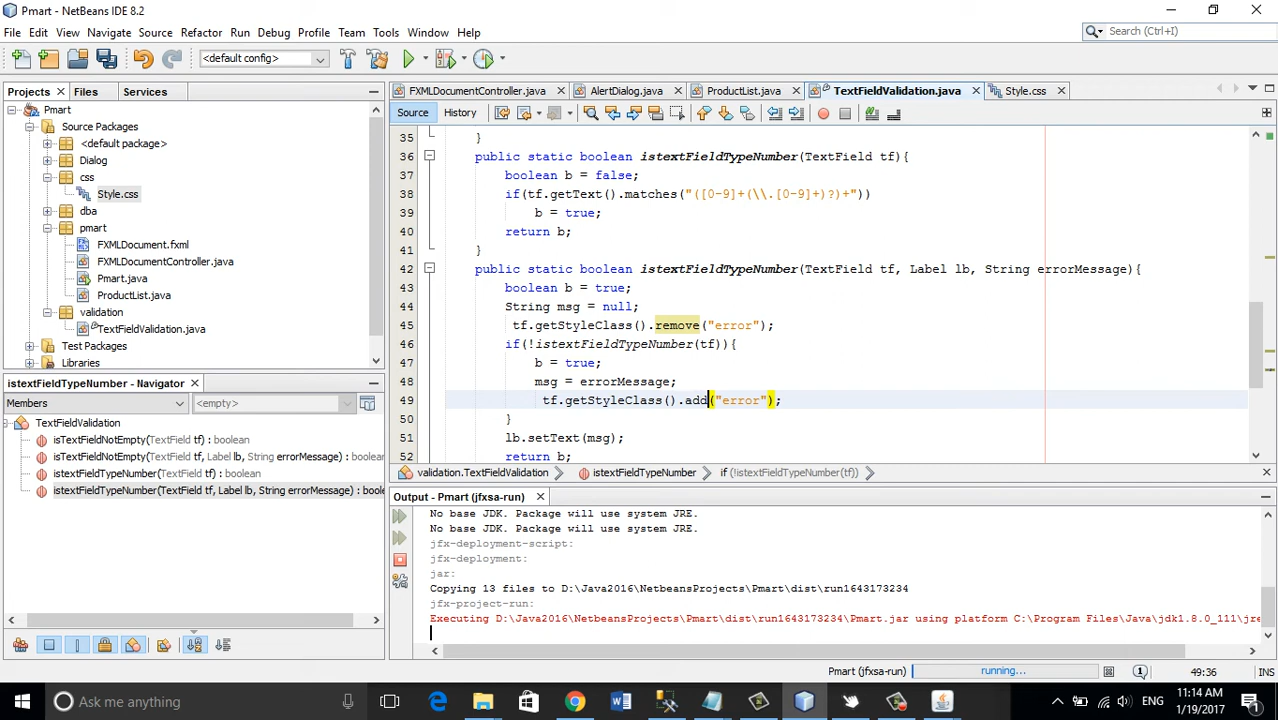 Pmart - NetBeans IDE 8.2
File Edit View Navigate Source Refactor Run Debug Profile Team Tools Window Help
Search (Ctrl+I)
<default config>
Projects Files Services
FXMLDocumentController.java AlertDialog.java ProductList.java TextFieldValidation.java Style.css
Source History
Pmart
Source Packages
<default package>
Dialog
css
Style.css
dba
pmart
FXMLDocument.fxml
FXMLDocumentController.java
Pmart.java
ProductList.java
validation
TextFieldValidation.java
Test Packages
Libraries
35 }
36 public static boolean istextFieldTypeNumber(TextField tf){
37 boolean b = false;
38 if(tf.getText().matches("([0-9]+(\\.[0-9]+)?)+"))
39 b = true;
40 return b;
41 }
42 public static boolean istextFieldTypeNumber(TextField tf, Label lb, String errorMessage){
43 boolean b = true;
44 String msg = null;
45 tf.getStyleClass().remove("error");
46 if(!istextFieldTypeNumber(tf)){
47 b = true;
48 msg = errorMessage;
49 tf.getStyleClass().add("error");
50 }
51 lb.setText(msg);
52 return b;
validation.TextFieldValidation istextFieldTypeNumber if (!istextFieldTypeNumber(tf))
istextFieldTypeNumber - Navigator
Members <empty>
TextFieldValidation
isTextFieldNotEmpty(TextField tf) : boolean
isTextFieldNotEmpty(TextField tf, Label lb, String errorMessage) : boolean
istextFieldTypeNumber(TextField tf) : boolean
istextFieldTypeNumber(TextField tf, Label lb, String errorMessage) : boole
Output - Pmart (jfxsa-run)
No base JDK. Package will use system JRE.
No base JDK. Package will use system JRE.
jfx-deployment-script:
jfx-deployment:
jar:
Copying 13 files to D:\Java2016\NetbeansProjects\Pmart\dist\run1643173234
jfx-project-run:
Executing D:\Java2016\NetbeansProjects\Pmart\dist\run1643173234\Pmart.jar using platform C:\Program Files\Java\jdk1.8.0_111\jre
Pmart (jfxsa-run) running... 49:36
Ask me anything
ENG
11:14 AM
1/19/2017